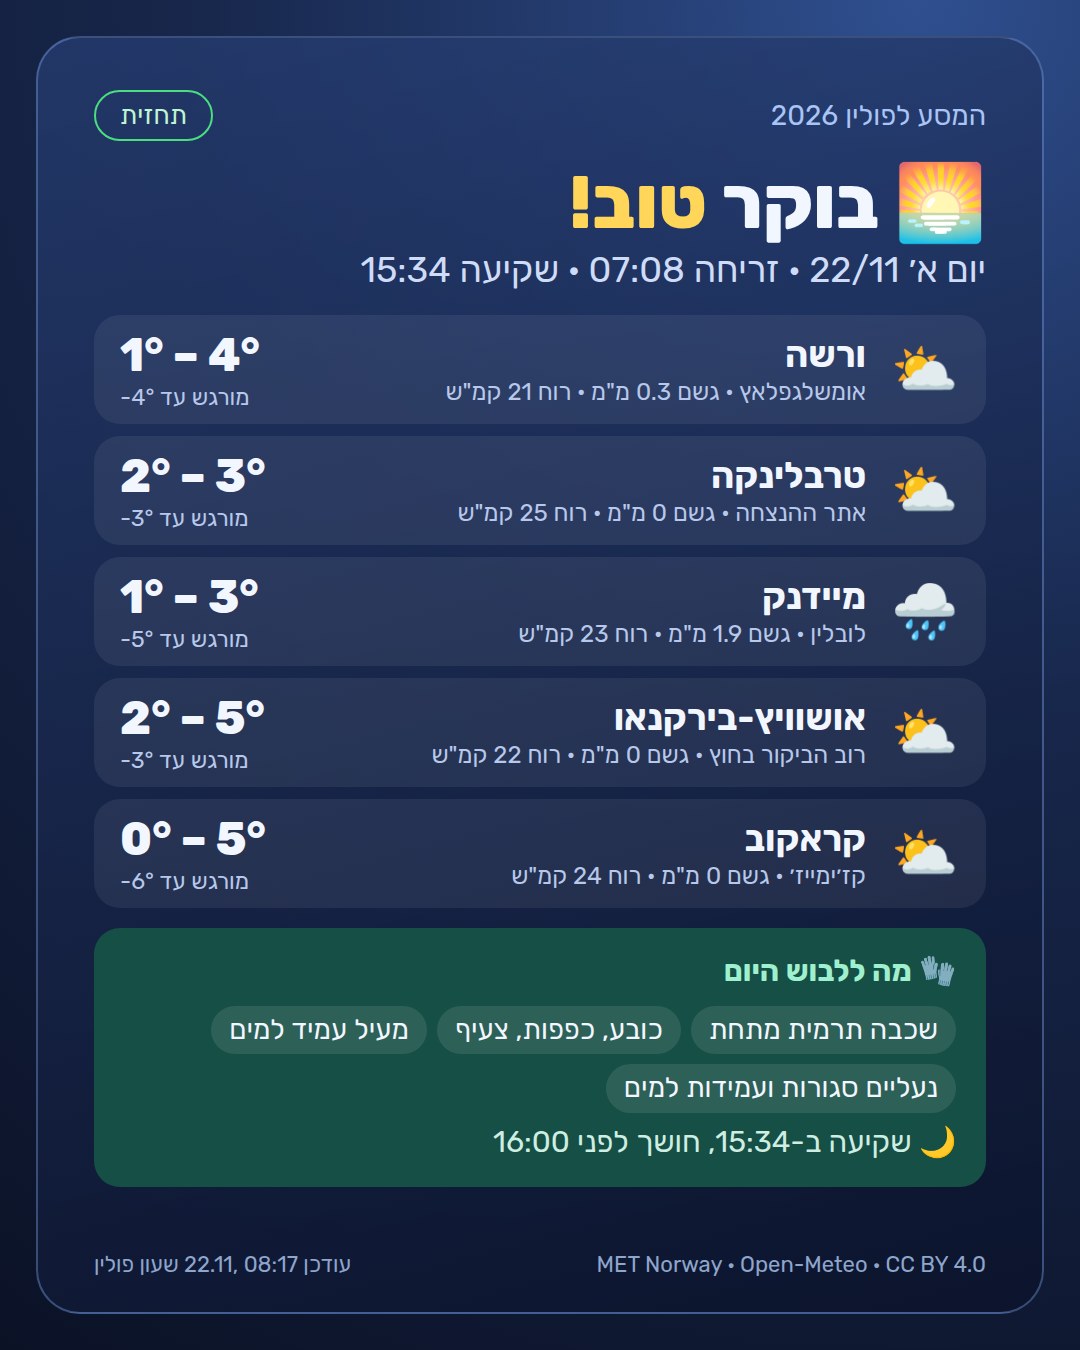 המסע לפולין 2026
תחזית
בוקר טוב!
יום א׳ 22/11 • זריחה 07:08 • שקיעה 15:34
ורשה
אומשלגפלאץ • גשם 0.3 מ"מ • רוח 21 קמ"ש
1° – 4°
מורגש עד ‎-4°
טרבלינקה
אתר ההנצחה • גשם 0 מ"מ • רוח 25 קמ"ש
2° – 3°
מורגש עד ‎-3°
מיידנק
לובלין • גשם 1.9 מ"מ • רוח 23 קמ"ש
1° – 3°
מורגש עד ‎-5°
אושוויץ-בירקנאו
רוב הביקור בחוץ • גשם 0 מ"מ • רוח 22 קמ"ש
2° – 5°
מורגש עד ‎-3°
קראקוב
קז׳ימייז׳ • גשם 0 מ"מ • רוח 24 קמ"ש
0° – 5°
מורגש עד ‎-6°
מה ללבוש היום
שכבה תרמית מתחת
כובע, כפפות, צעיף
מעיל עמיד למים
נעליים סגורות ועמידות למים
שקיעה ב-15:34, חושך לפני 16:00
MET Norway • Open-Meteo • CC BY 4.0
עודכן 22.11, 08:17 שעון פולין